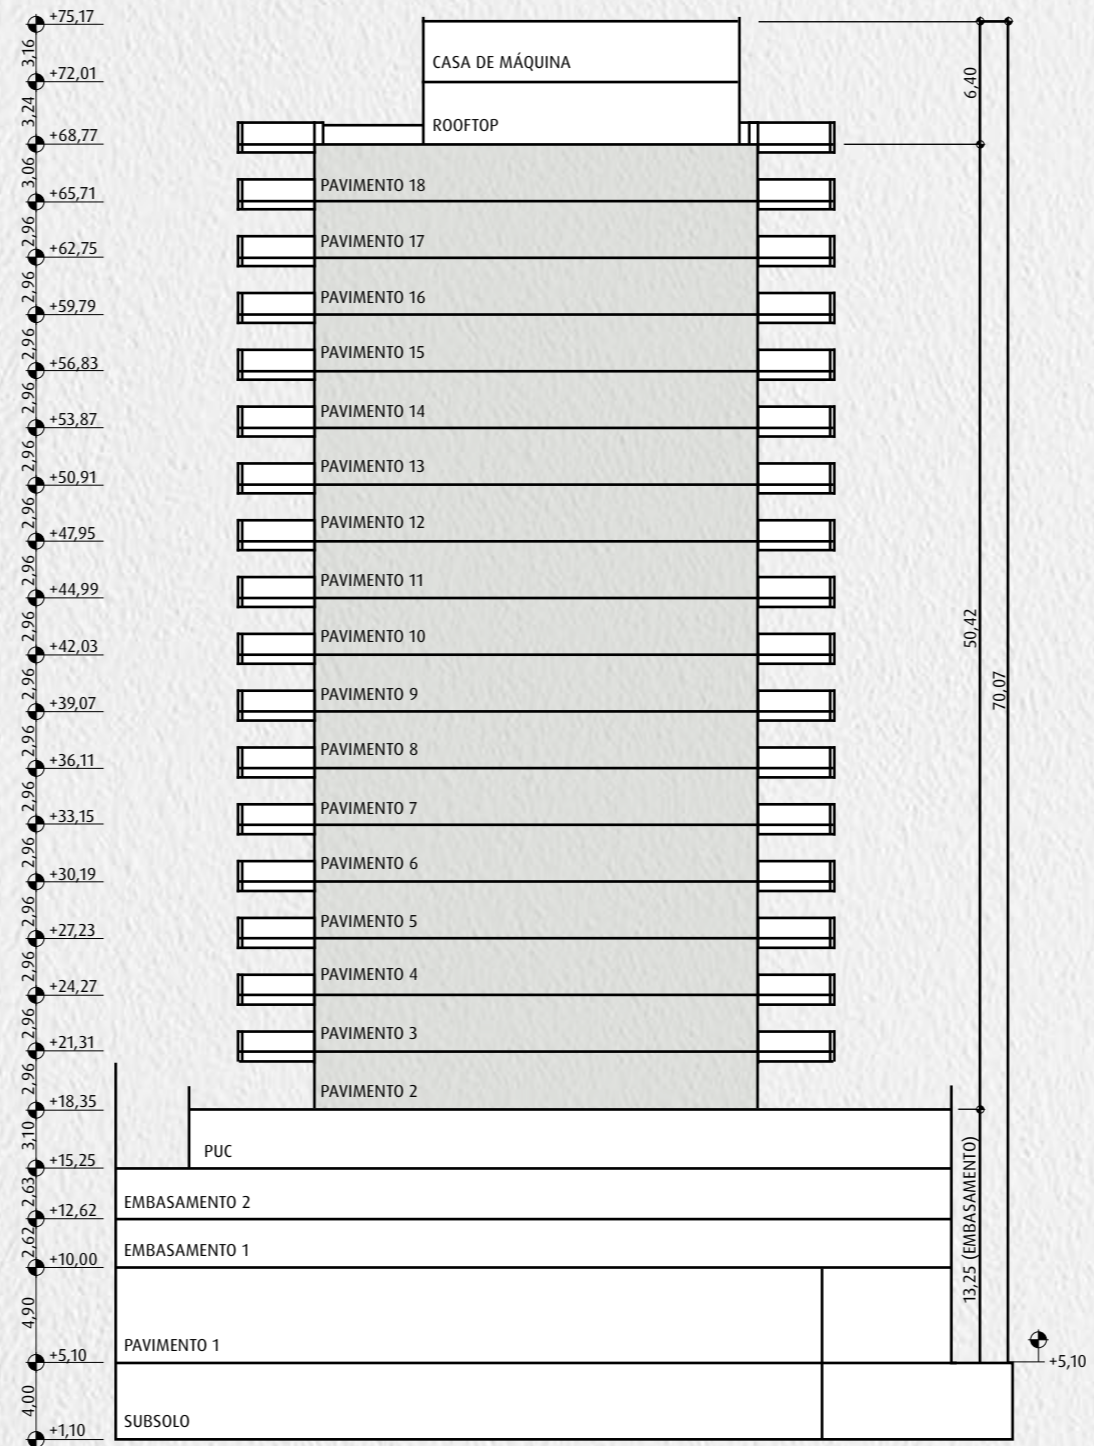 +75,17
3,16
+72,01
3,24
+68,77
3,06
+65,71
2,96
+62,75
2,96
+59,79
2,96
+56,83
2,96
+53,87
2,96
+50,91
2,96
+47,95
2,96
+44,99
2,96
+42,03
2,96
+39,07
2,96
+36,11
2,96
+33,15
2,96
+30,19
2,96
+27,23
2,96
+24,27
2,96
+21,31
2,96
+18,35
3,10
+15,25
2,63
+12,62
2,62
+10,00
4,90
+5,10
4,00
+1,10
CASA DE MÁQUINA
ROOFTOP
PAVIMENTO 18
PAVIMENTO 17
PAVIMENTO 16
PAVIMENTO 15
PAVIMENTO 14
PAVIMENTO 13
PAVIMENTO 12
PAVIMENTO 11
PAVIMENTO 10
PAVIMENTO 9
PAVIMENTO 8
PAVIMENTO 7
PAVIMENTO 6
PAVIMENTO 5
PAVIMENTO 4
PAVIMENTO 3
PAVIMENTO 2
PUC
EMBASAMENTO 2
EMBASAMENTO 1
PAVIMENTO 1
SUBSOLO
6,40
50,42
13,25 (EMBASAMENTO)
70,07
+5,10